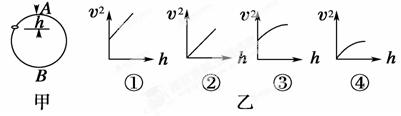 A
h
B
甲
v²
h
①
v²
h
②
v²
h
③
v²
h
④
乙